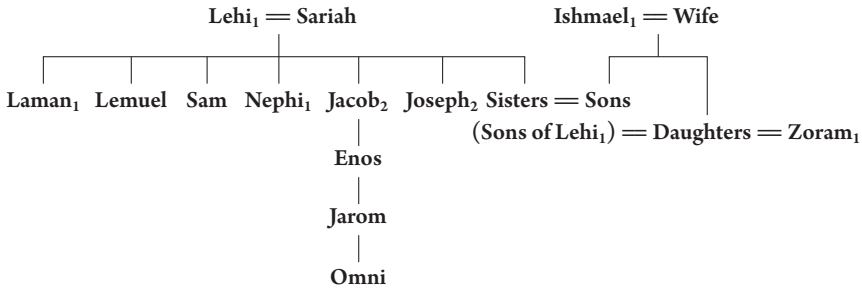 Lehi₁ = Sariah Ishmael₁ = Wife
Laman₁ Lemuel Sam Nephi₁ Jacob₂ Joseph₂ Sisters = Sons
(Sons of Lehi₁) = Daughters = Zoram₁
Enos
Jarom
Omni